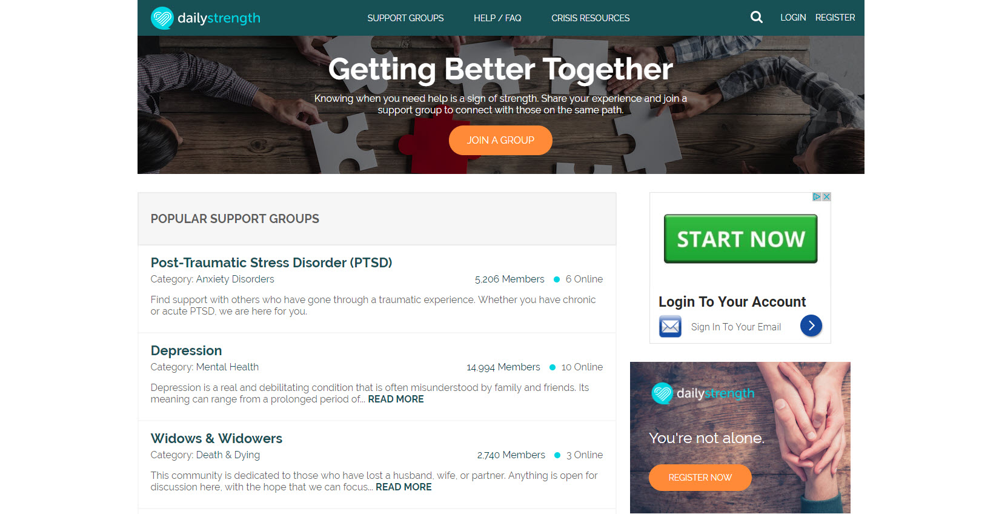 dailystrength
SUPPORT GROUPS
HELP / FAQ
CRISIS RESOURCES
LOGIN
REGISTER
Getting Better Together
Knowing when you need help is a sign of strength. Share your experience and join a
support group to connect with those on the same path.
JOIN A GROUP
POPULAR SUPPORT GROUPS
Post-Traumatic Stress Disorder (PTSD)
Category: Anxiety Disorders
5,206 Members
6 Online
Find support with others who have gone through a traumatic experience. Whether you have chronic
or acute PTSD, we are here for you.
Depression
Category: Mental Health
14,994 Members
10 Online
Depression is a real and debilitating condition that is often misunderstood by family and friends. Its
meaning can range from a prolonged period of... READ MORE
Widows & Widowers
Category: Death & Dying
2,740 Members
3 Online
This community is dedicated to those who have lost a husband, wife, or partner. Anything is open for
discussion here, with the hope that we can focus... READ MORE
START NOW
Login To Your Account
Sign In To Your Email
dailystrength
You're not alone.
REGISTER NOW